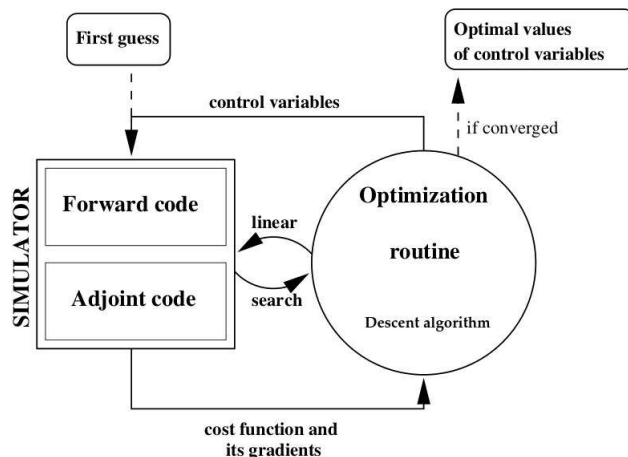 First guess
Optimal values
of control variables
control variables
if converged
SIMULATOR
Forward code
Adjoint code
linear
search
Optimization
routine
Descent algorithm
cost function and
its gradients